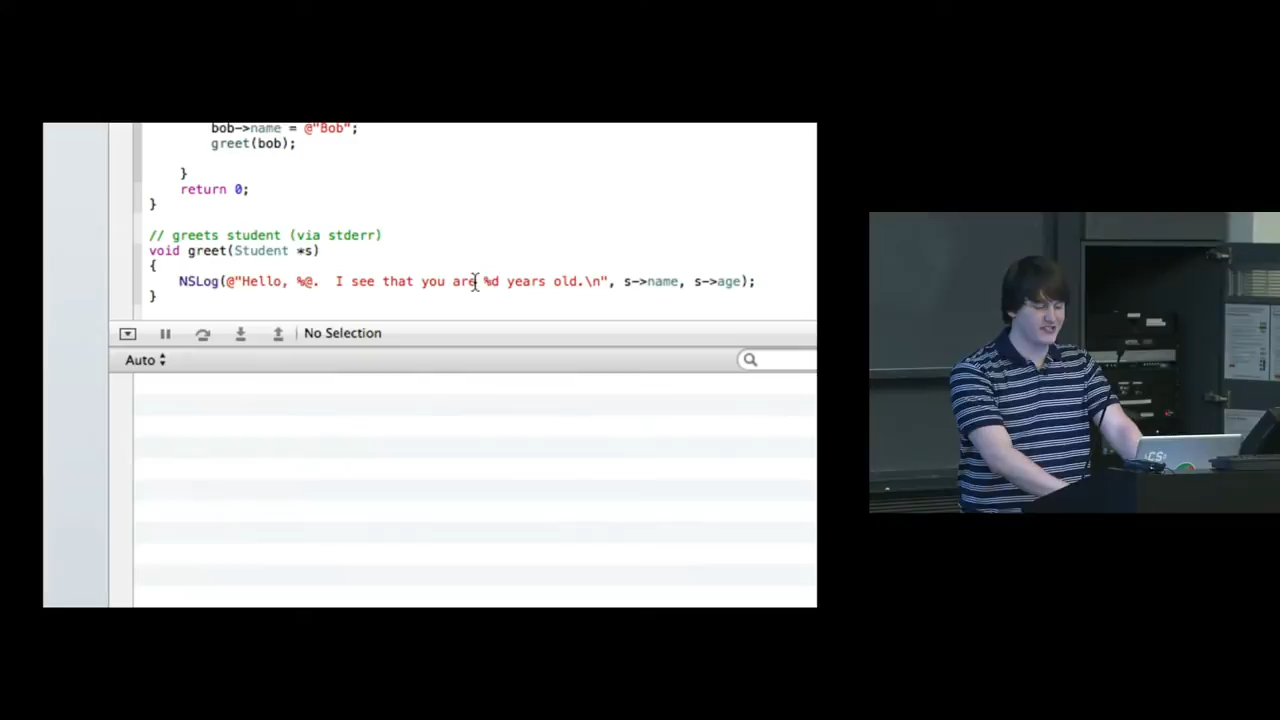 bob->name = @"Bob";
greet(bob);
}
return 0;
}
// greets student (via stderr)
void greet(Student *s)
{
NSLog(@"Hello, %@.  I see that you are %d years old.\n", s->name, s->age);
}
No Selection
Auto
CS